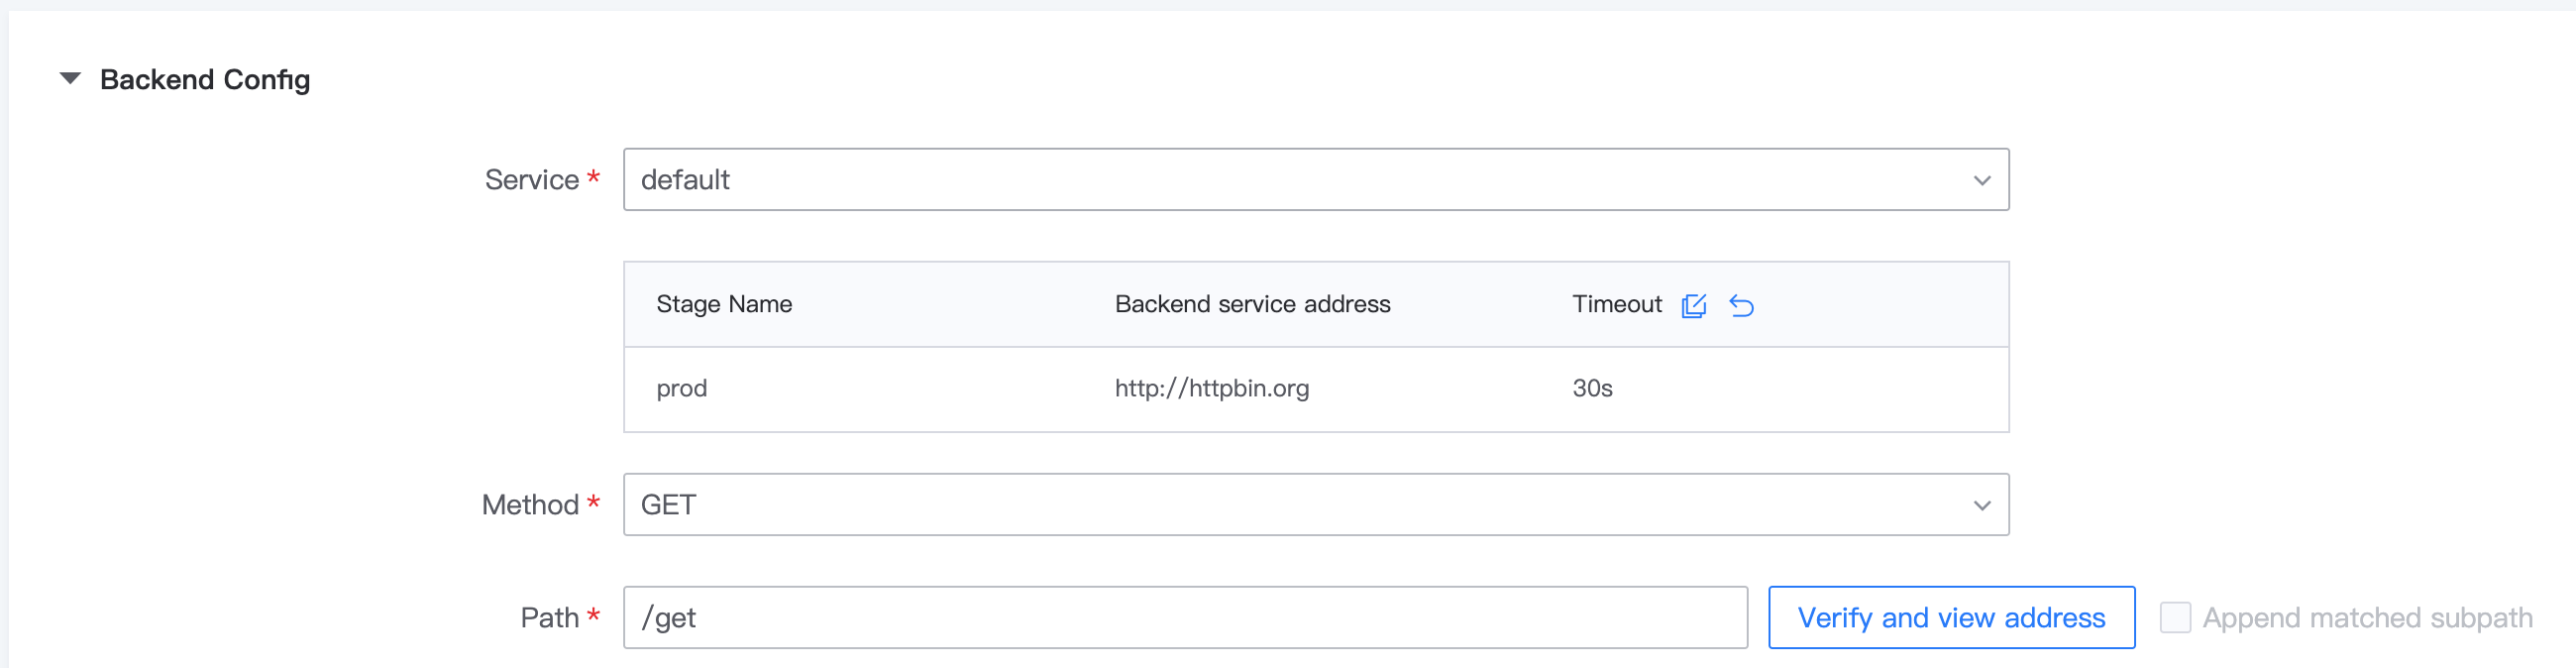 Backend Config
Service * default
Stage Name Backend service address Timeout
prod http://httpbin.org 30s
Method * GET
Path * /get Verify and view address Append matched subpath